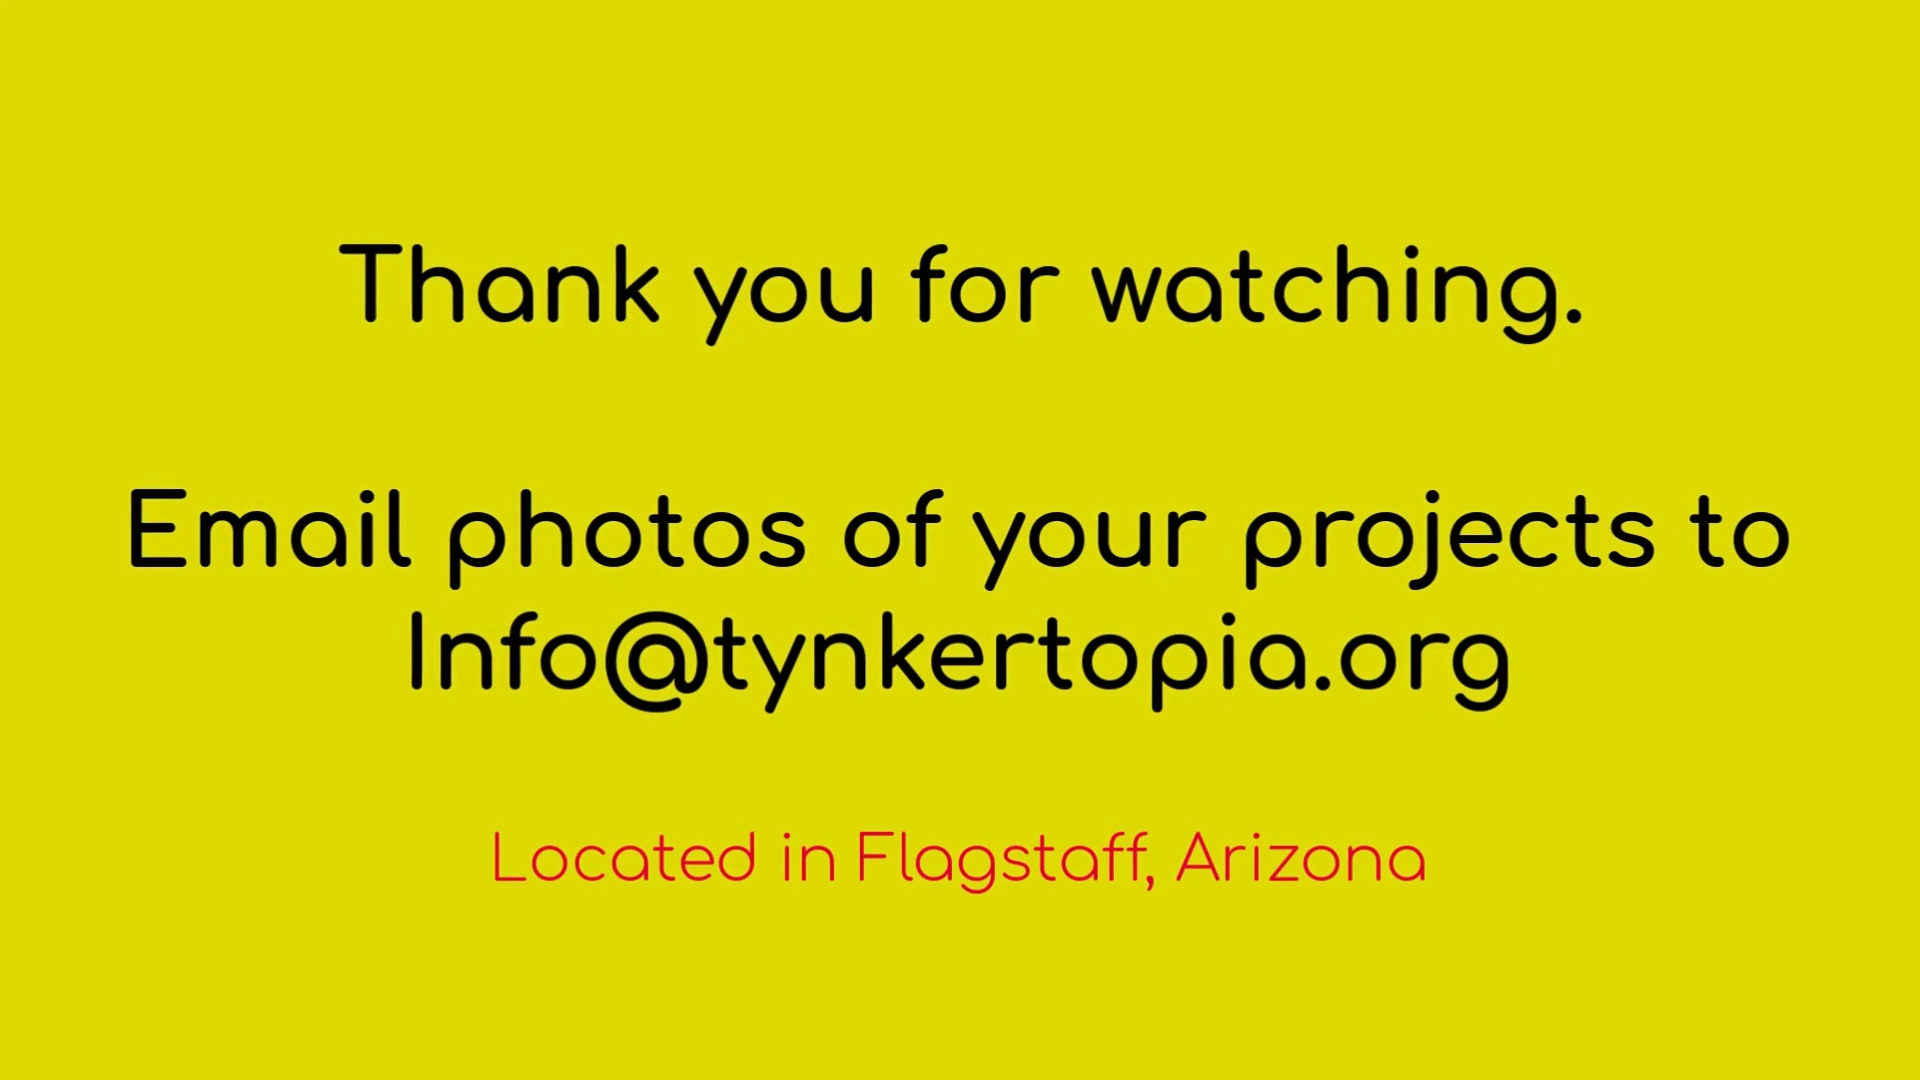 Thank you for watching.
Email photos of your projects to
Info@tynkertopia.org
Located in Flagstaff, Arizona